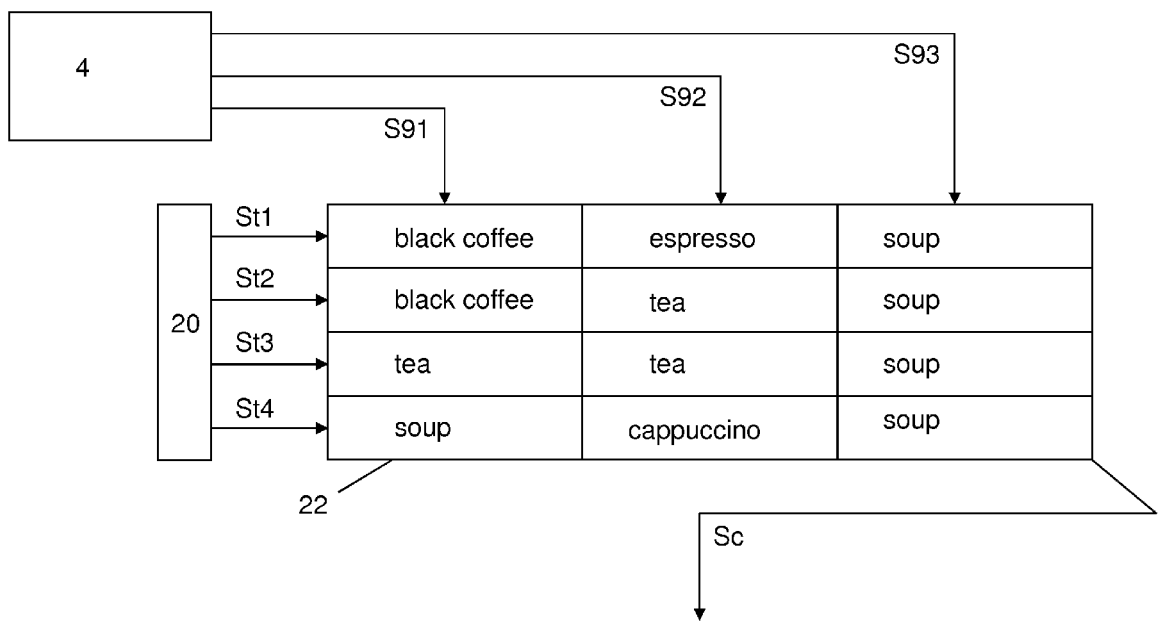 4
S93
S92
S91
St1
black coffee espresso soup
St2
black coffee tea soup
20
St3
tea tea soup
St4
soup cappuccino soup
22
Sc